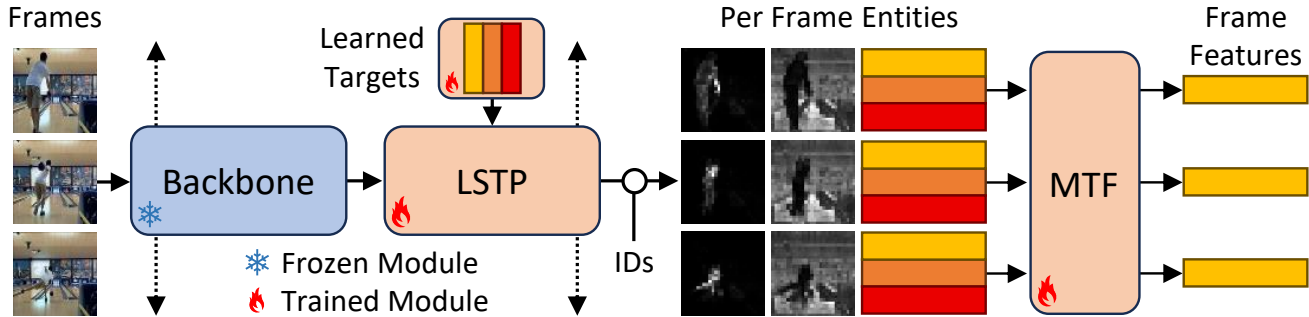 Frames
Learned
Targets
Per Frame Entities
Frame
Features
Backbone
LSTP
MTF
IDs
Frozen Module
Trained Module